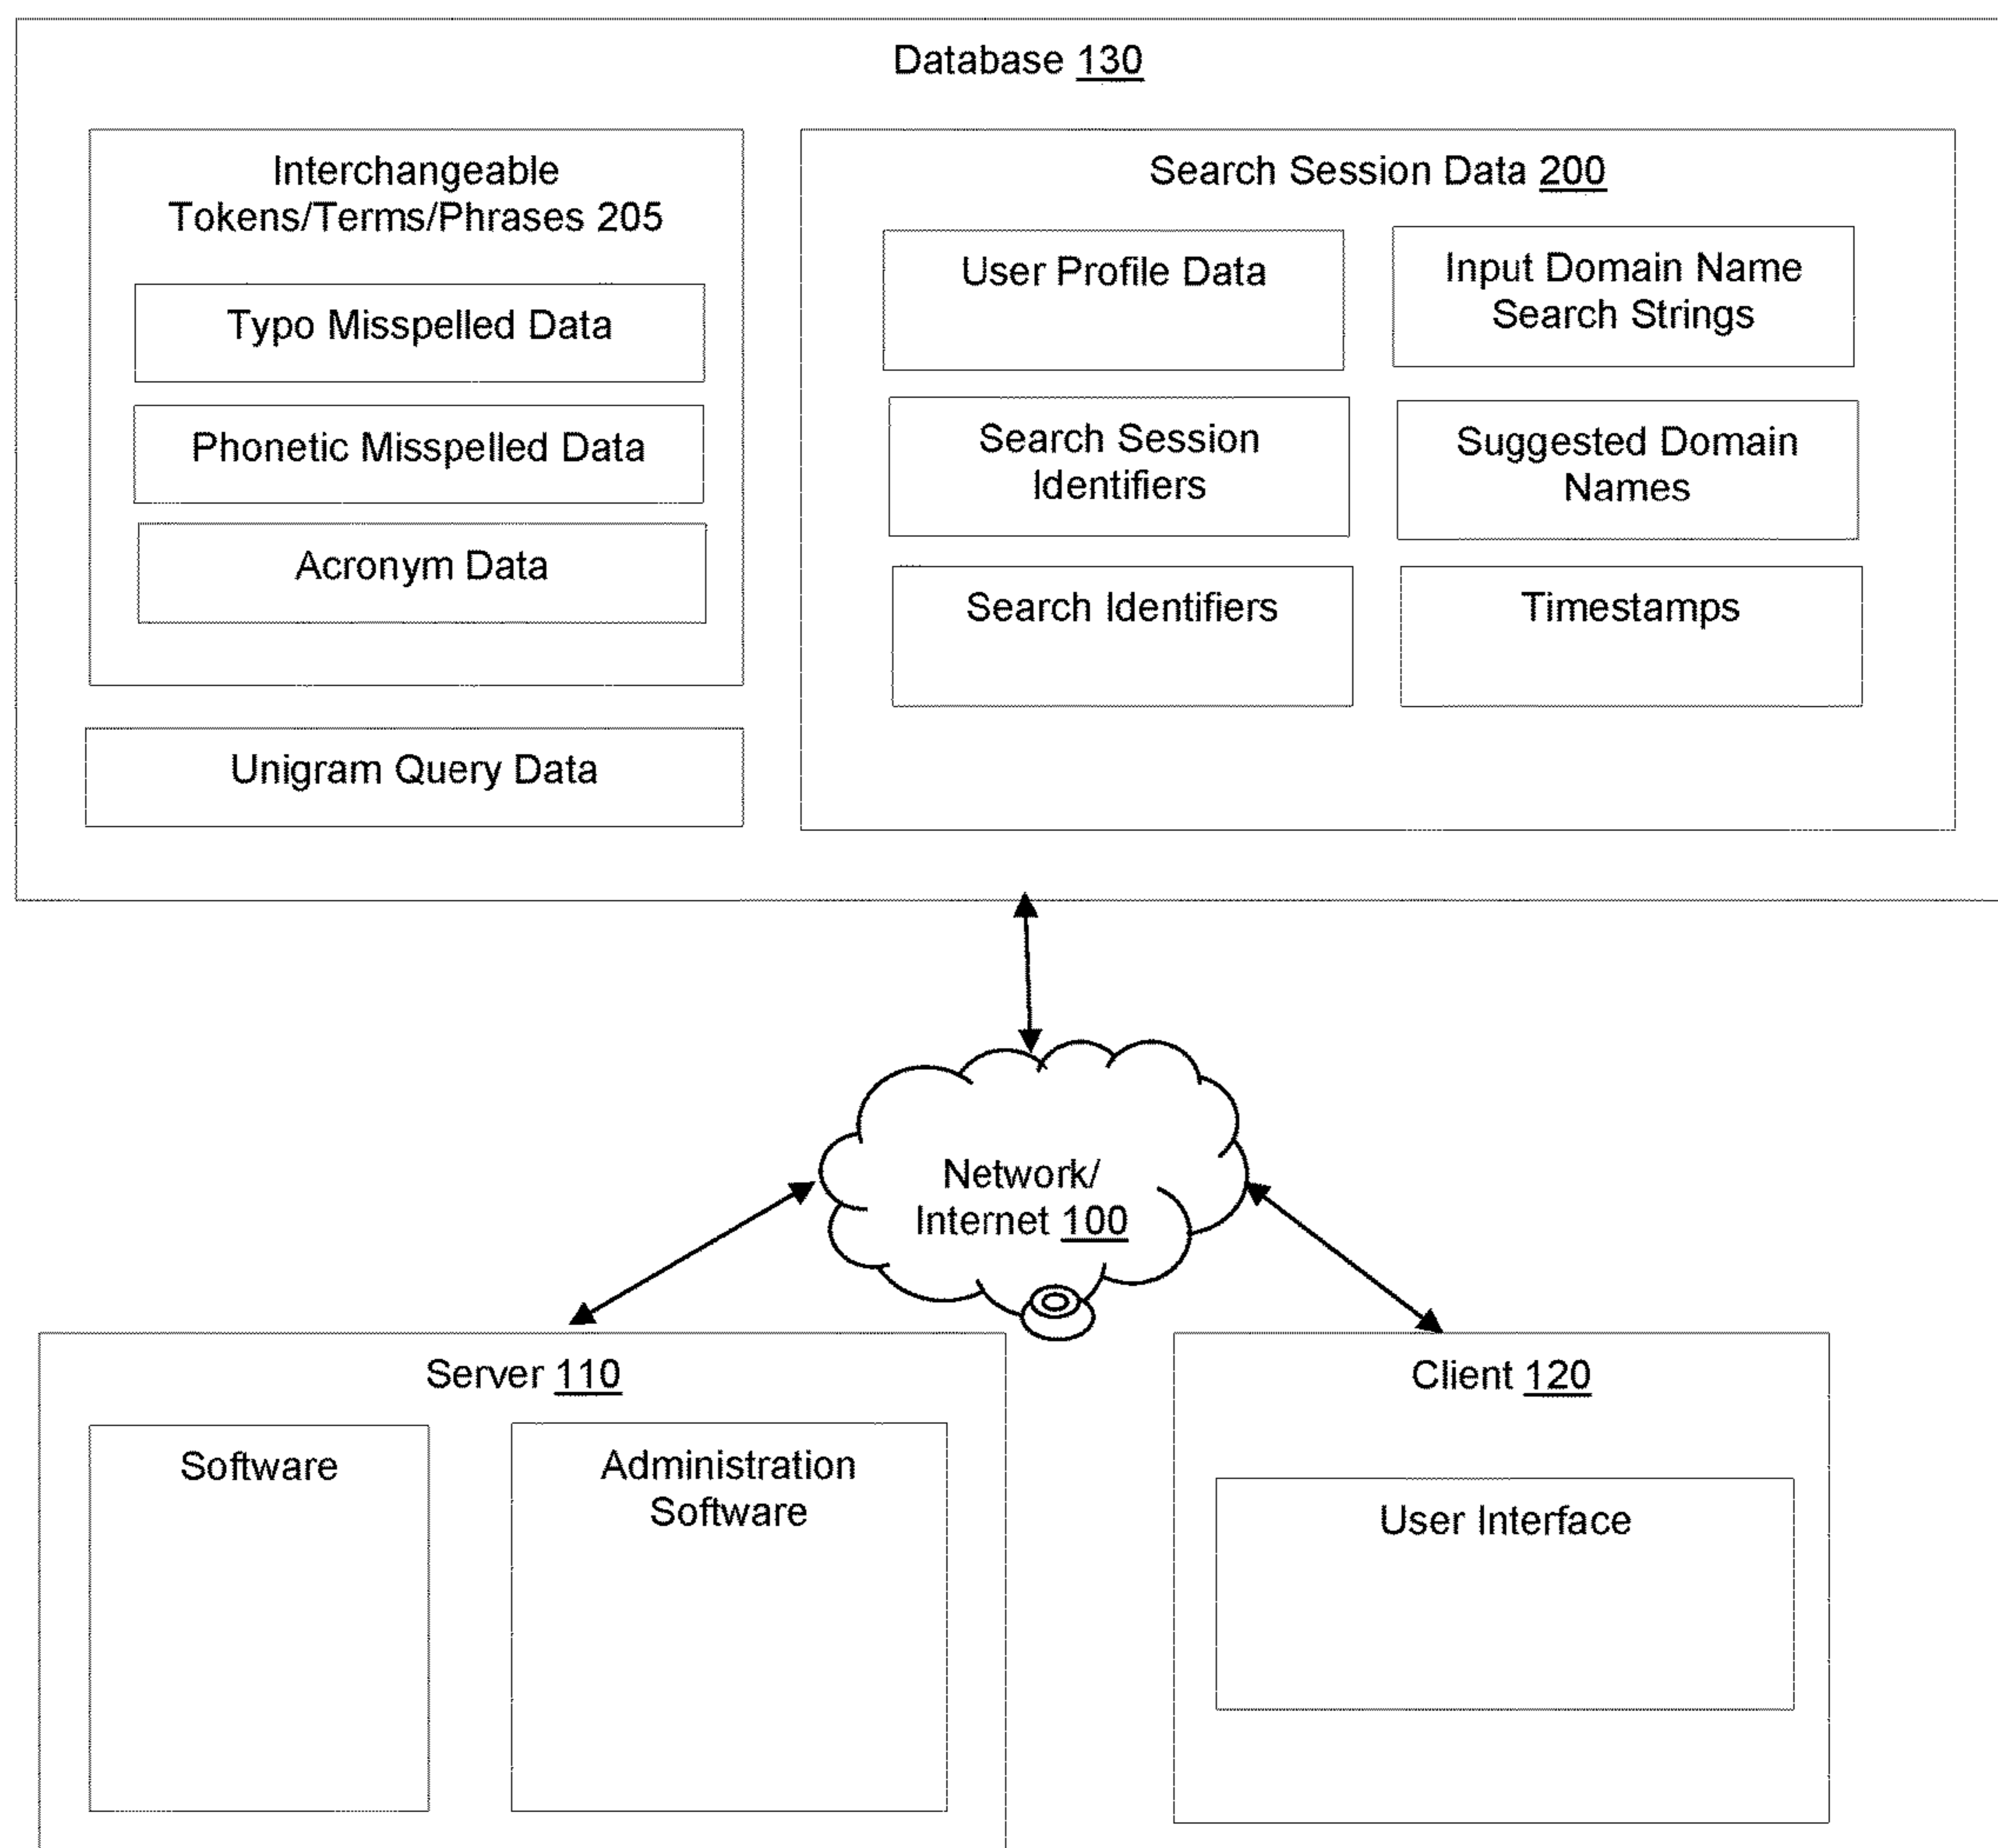 Database 130
Interchangeable
Tokens/Terms/Phrases 205
Typo Misspelled Data
Phonetic Misspelled Data
Acronym Data
Unigram Query Data
Search Session Data 200
User Profile Data
Input Domain Name
Search Strings
Search Session
Identifiers
Suggested Domain
Names
Search Identifiers
Timestamps
Network/
Internet 100
Server 110
Software
Administration
Software
Client 120
User Interface